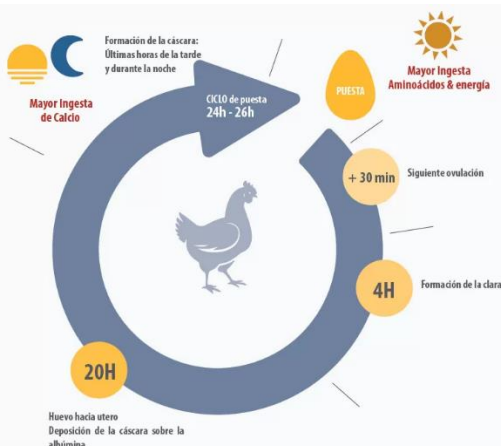 Formación de la cáscara:
Últimas horas de la tarde
y durante la noche
Mayor Ingesta
de Calcio
CICLO de puesta
24h - 26h
PUESTA
Mayor Ingesta
Aminoácidos & energía
+ 30 min
Siguiente ovulación
4H
Formación de la clara
20H
Huevo hacia utero
Deposición de la cáscara sobre la
albúmina